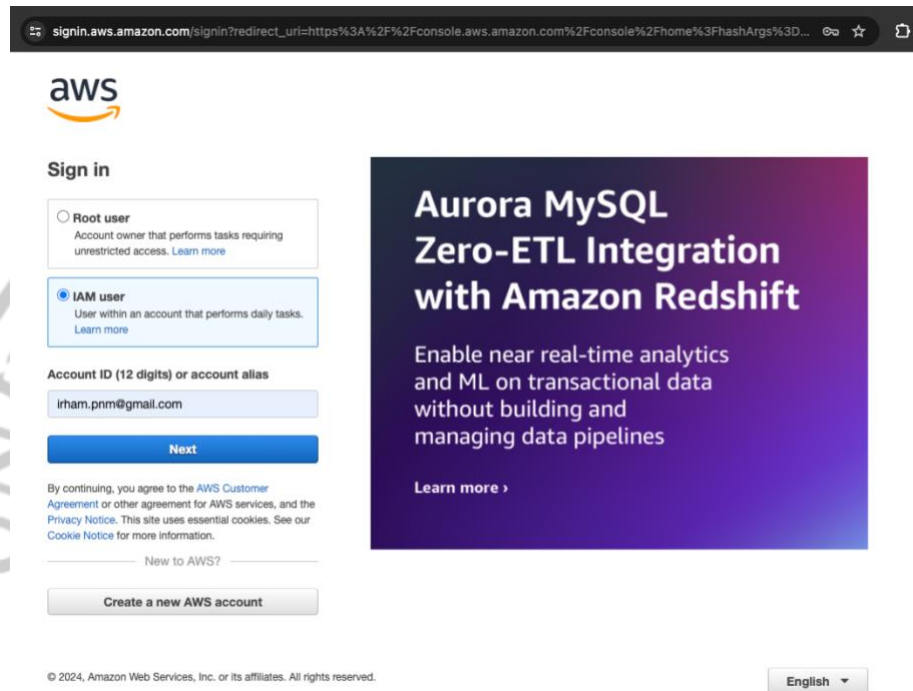 signin.aws.amazon.com/signin?redirect_uri=https%3A%2F%2Fconsole.aws.amazon.com%2Fconsole%2Fhome%3FhashArgs%3D...
aws
Sign in
Root user
Account owner that performs tasks requiring
unrestricted access. Learn more
IAM user
User within an account that performs daily tasks.
Learn more
Account ID (12 digits) or account alias
irham.pnm@gmail.com
Next
By continuing, you agree to the AWS Customer
Agreement or other agreement for AWS services, and the
Privacy Notice. This site uses essential cookies. See our
Cookie Notice for more information.
New to AWS?
Create a new AWS account
Aurora MySQL
Zero-ETL Integration
with Amazon Redshift
Enable near real-time analytics
and ML on transactional data
without building and
managing data pipelines
Learn more ›
© 2024, Amazon Web Services, Inc. or its affiliates. All rights reserved.
English